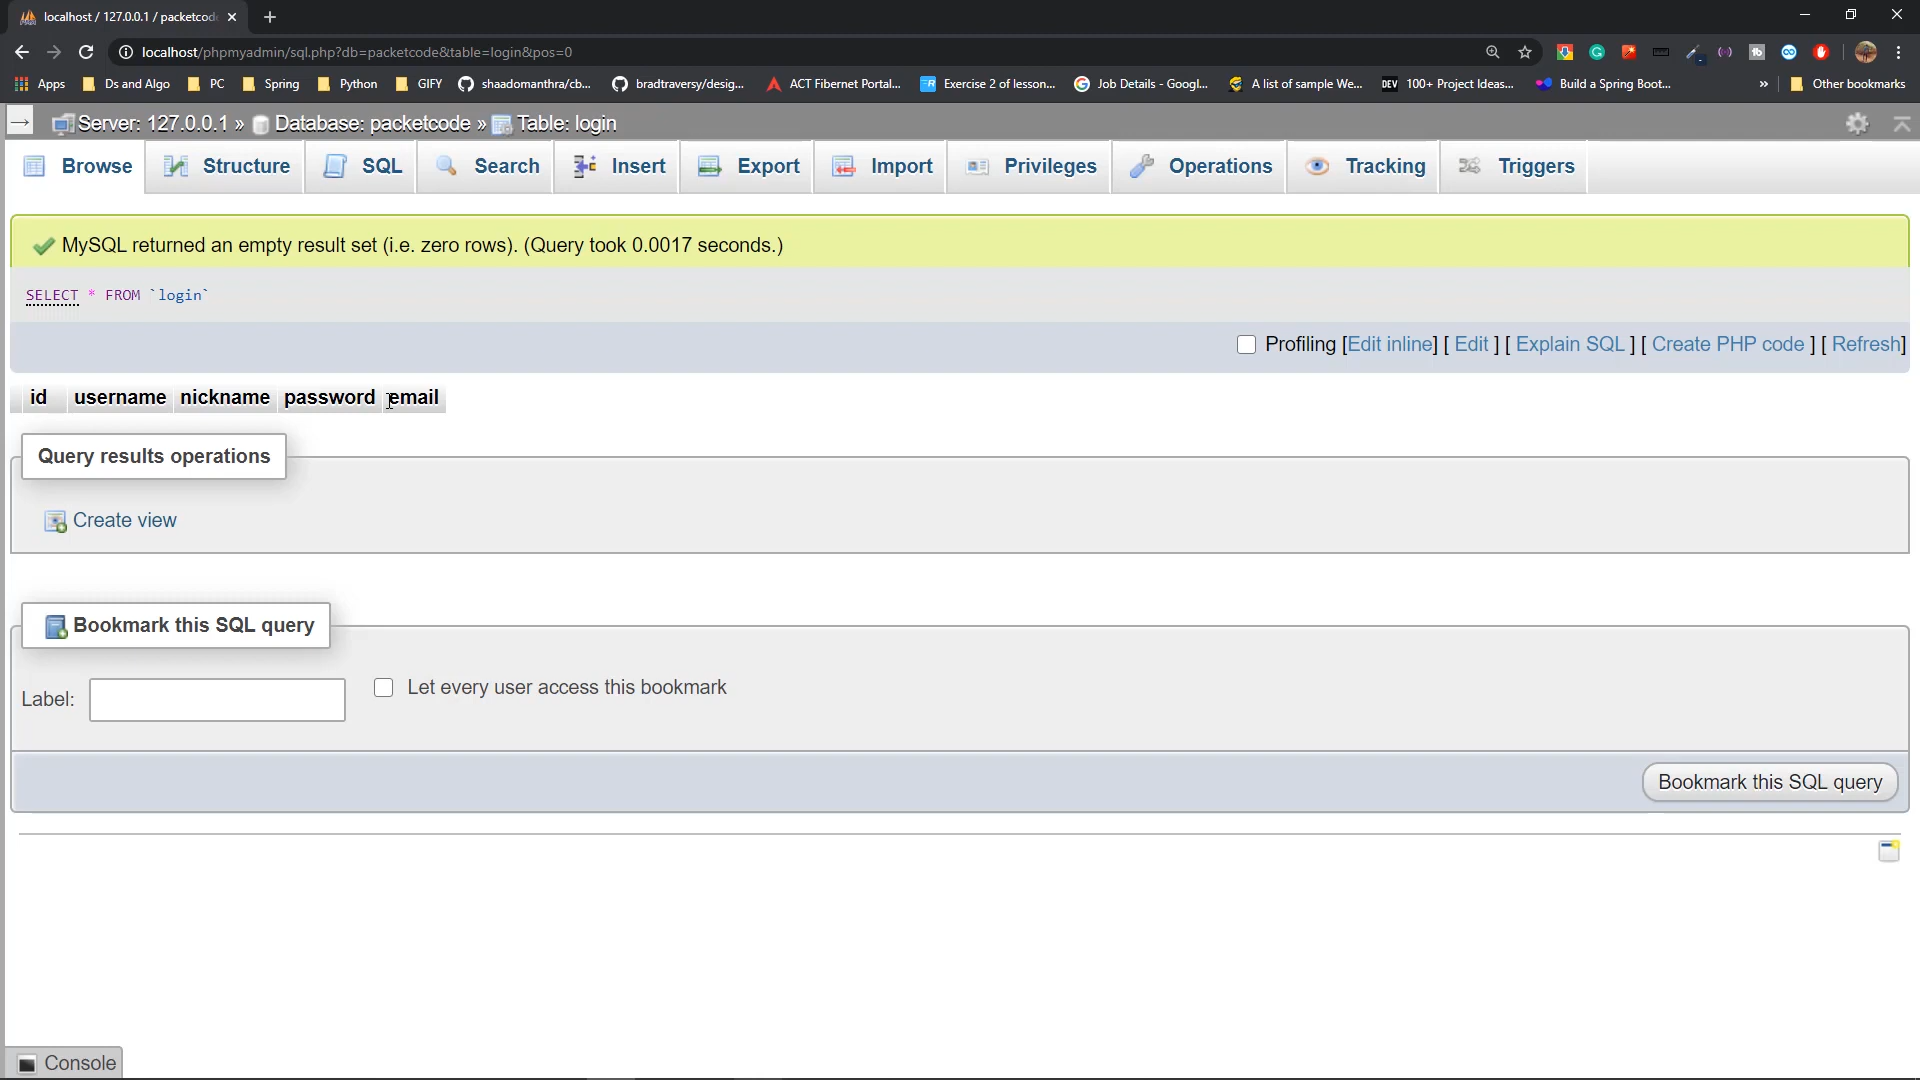 localhost / 127.0.0.1 / packetcod
localhost/phpmyadmin/sql.php?db=packetcode&table=login&pos=0
Apps Ds and Algo PC Spring Python GIFY shaadomanthra/cb... bradtraversy/desig... ACT Fibernet Portal... Exercise 2 of lesson... Job Details - Googl... A list of sample We... DEV 100+ Project Ideas... Build a Spring Boot... » Other bookmarks
Server: 127.0.0.1 » Database: packetcode » Table: login
Browse Structure SQL Search Insert Export Import Privileges Operations Tracking Triggers
MySQL returned an empty result set (i.e. zero rows). (Query took 0.0017 seconds.)
SELECT * FROM `login`
Profiling [Edit inline] [ Edit ] [ Explain SQL ] [ Create PHP code ] [ Refresh]
id username nickname password email
Query results operations
Create view
Bookmark this SQL query
Label: Let every user access this bookmark
Bookmark this SQL query
Console